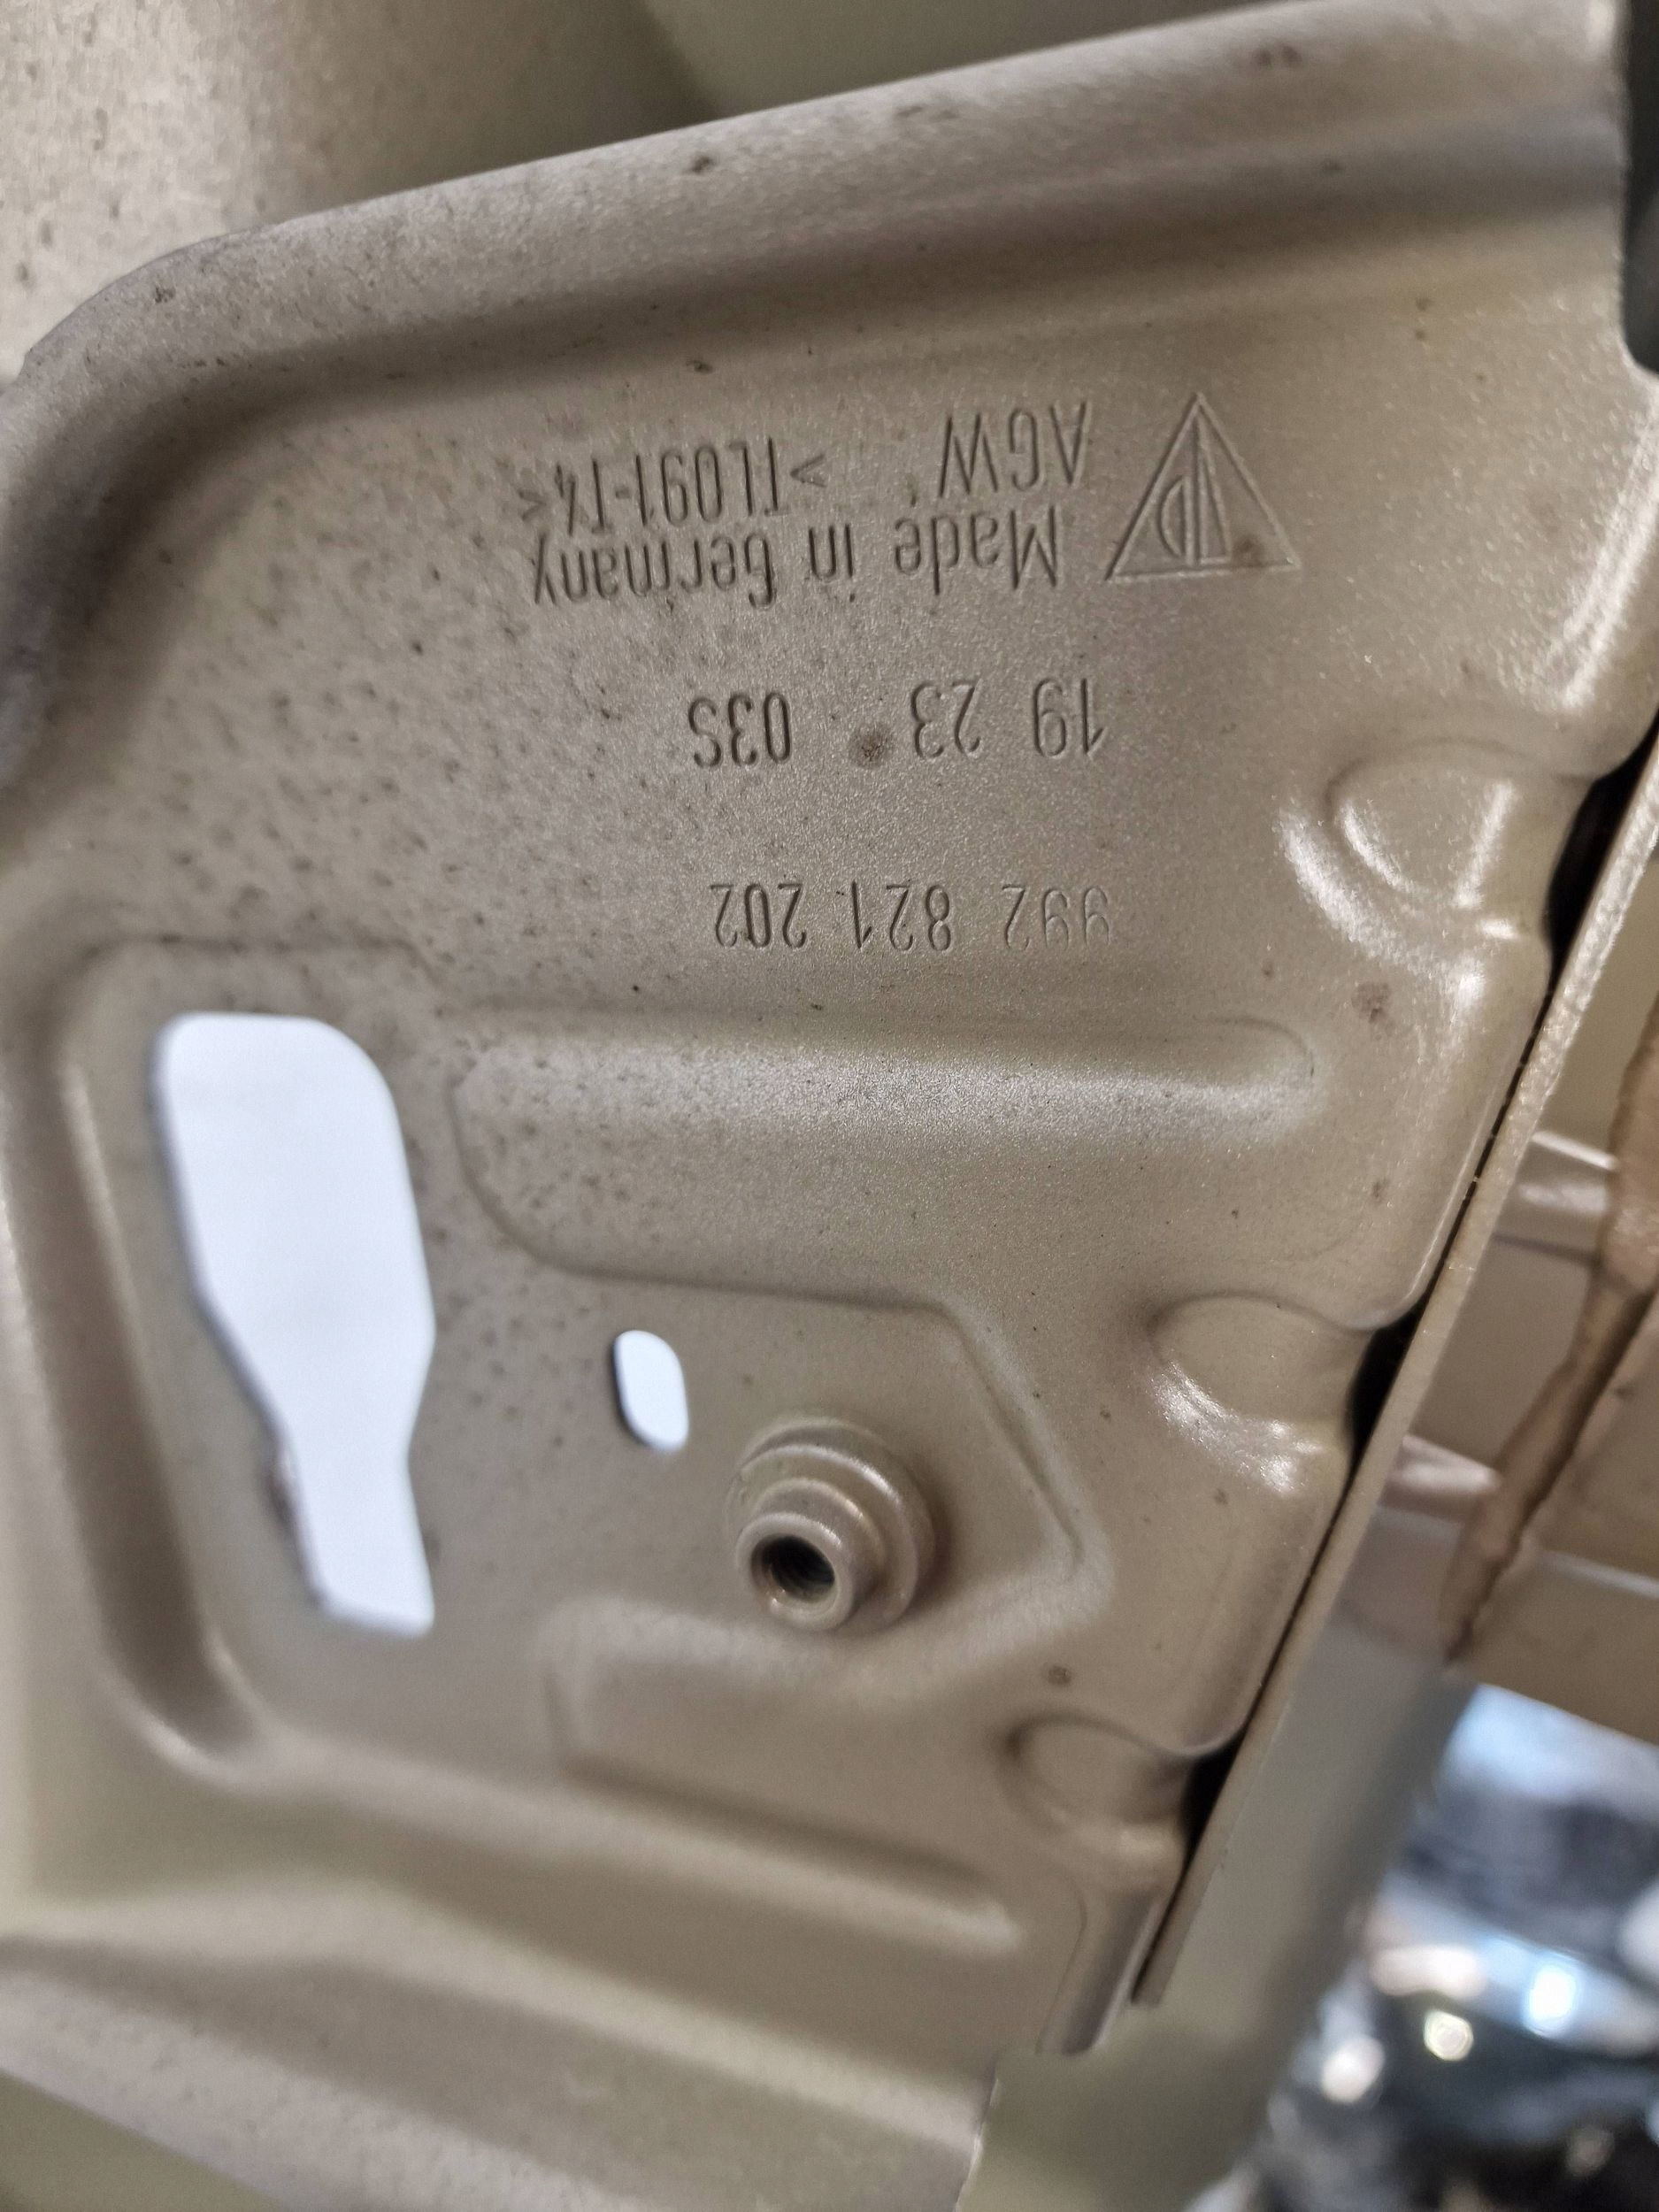 992 821 202
19 23 03S
Made in Germany
AGW >TL091-T4<